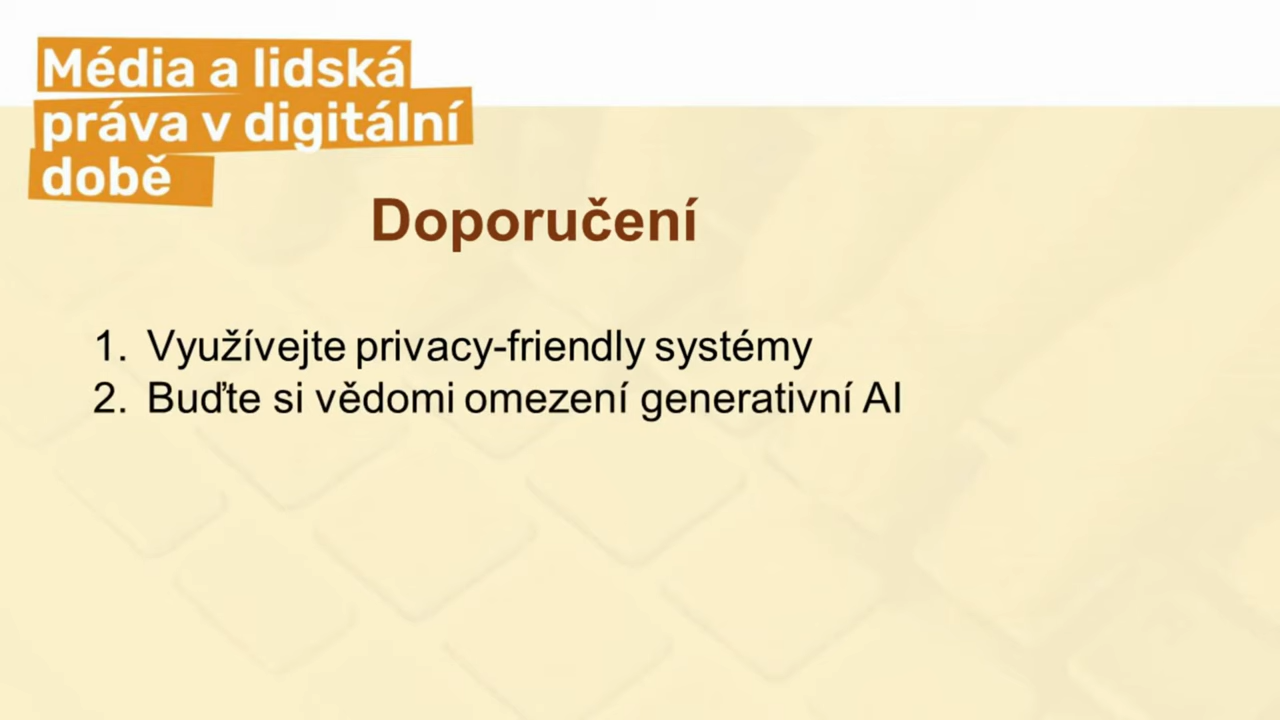 Média a lidská
práva v digitální
době
Doporučení
1. Využívejte privacy-friendly systémy
2. Buďte si vědomi omezení generativní AI